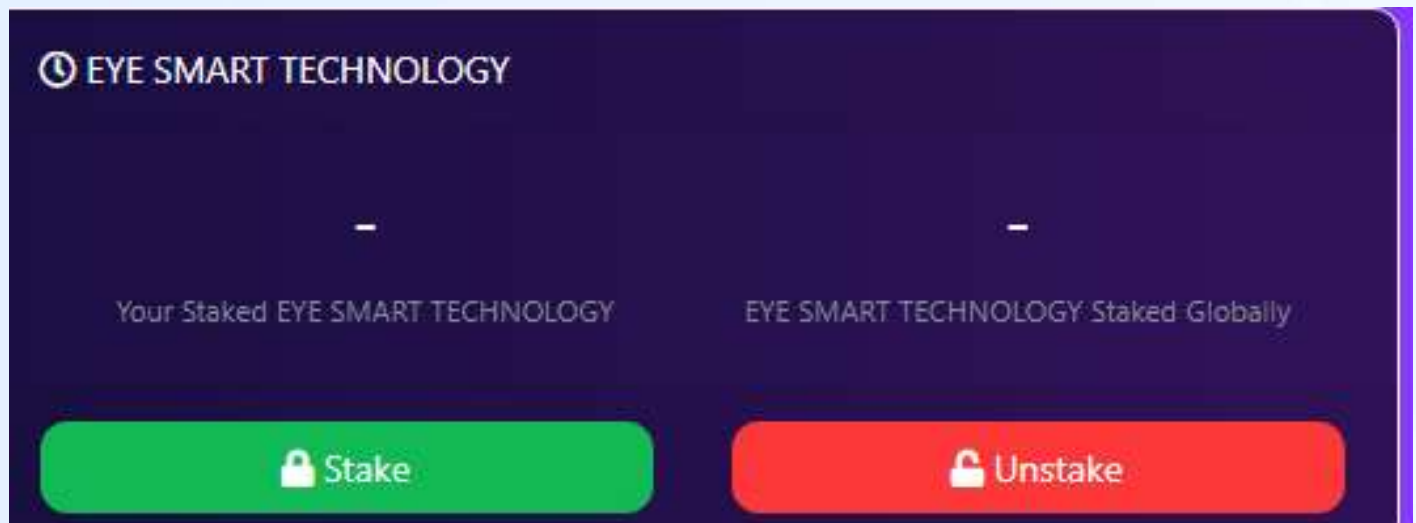 EYE SMART TECHNOLOGY
- -
Your Staked EYE SMART TECHNOLOGY EYE SMART TECHNOLOGY Staked Globally
Stake Unstake